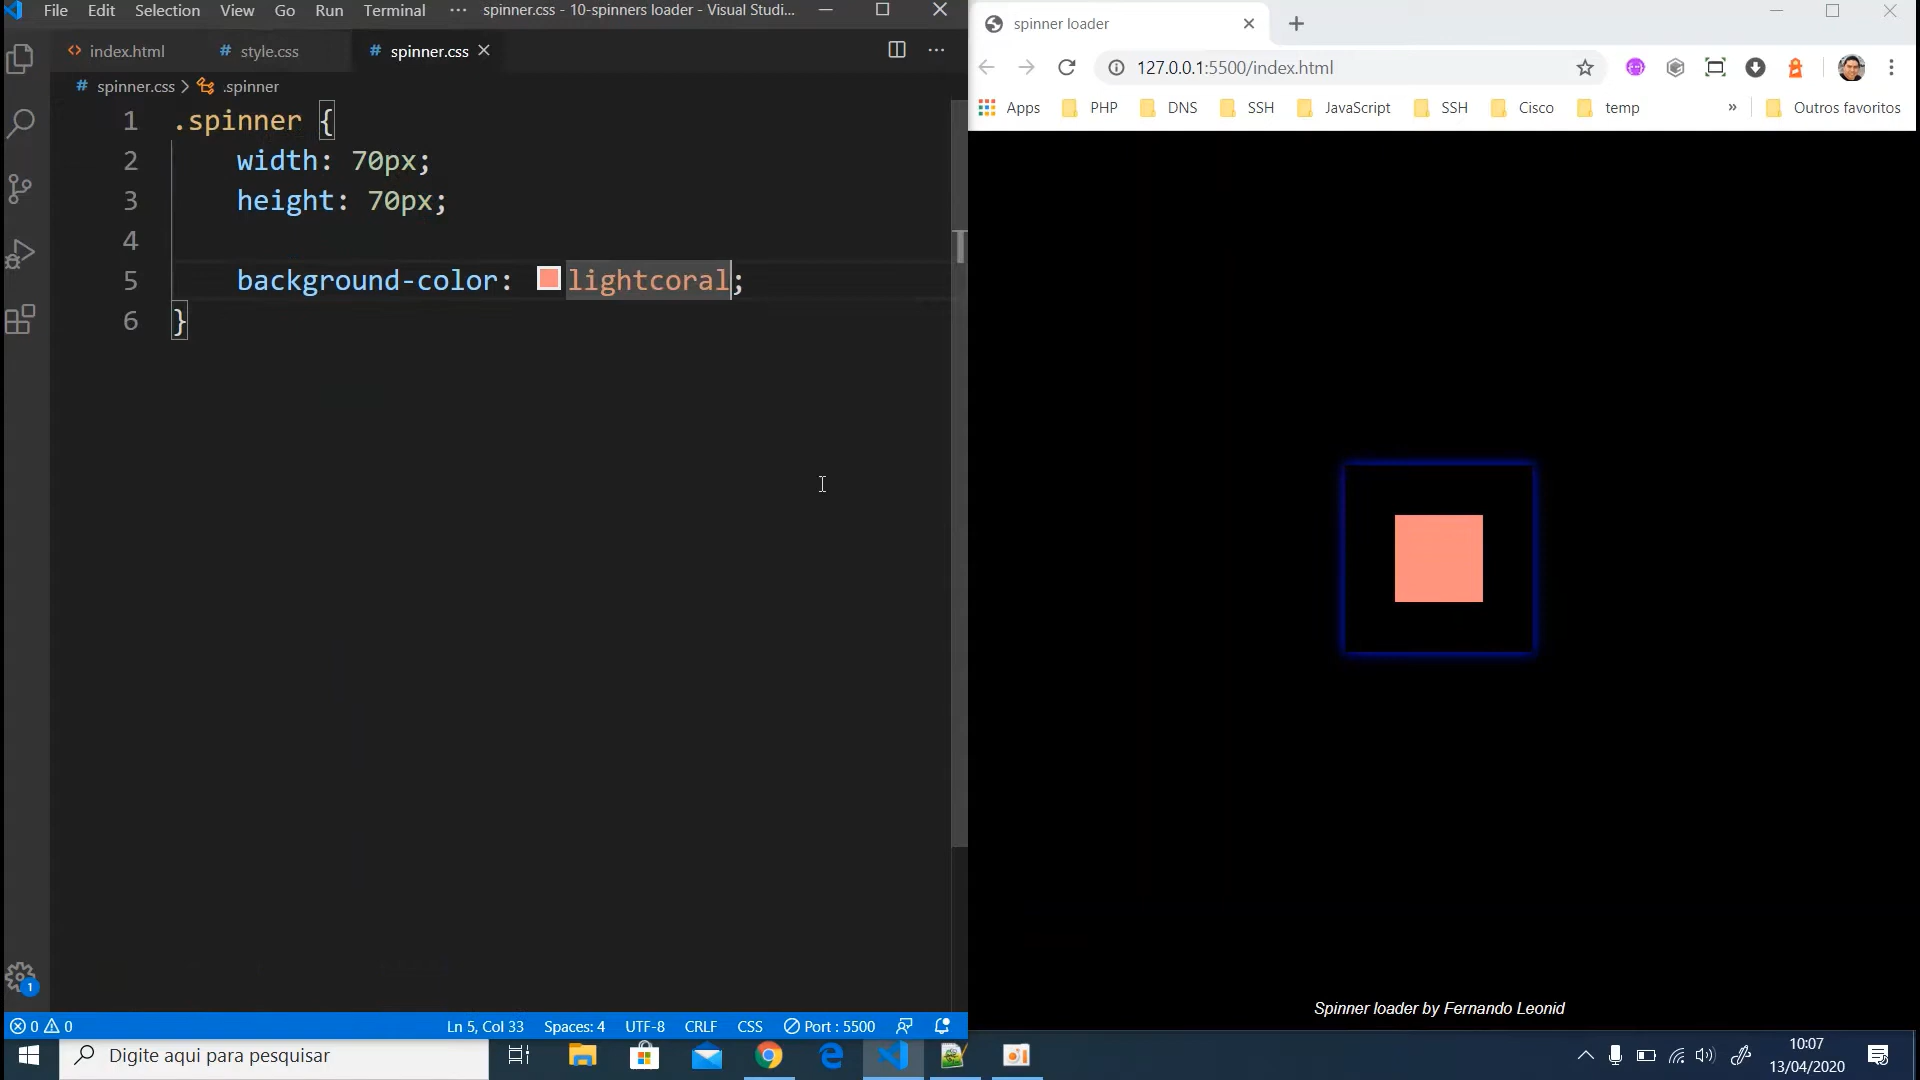 File Edit Selection View Go Run Terminal ··· spinner.css - 10-spinners loader - Visual Studi...
index.html # style.css # spinner.css
# spinner.css > .spinner
1 .spinner {
2 width: 70px;
3 height: 70px;
4
5 background-color: lightcoral;
6 }
1
0 0 Ln 5, Col 33 Spaces: 4 UTF-8 CRLF CSS Port : 5500
spinner loader
127.0.0.1:5500/index.html
Apps PHP DNS SSH JavaScript SSH Cisco temp » Outros favoritos
Spinner loader by Fernando Leonid
Digite aqui para pesquisar
10:07
13/04/2020